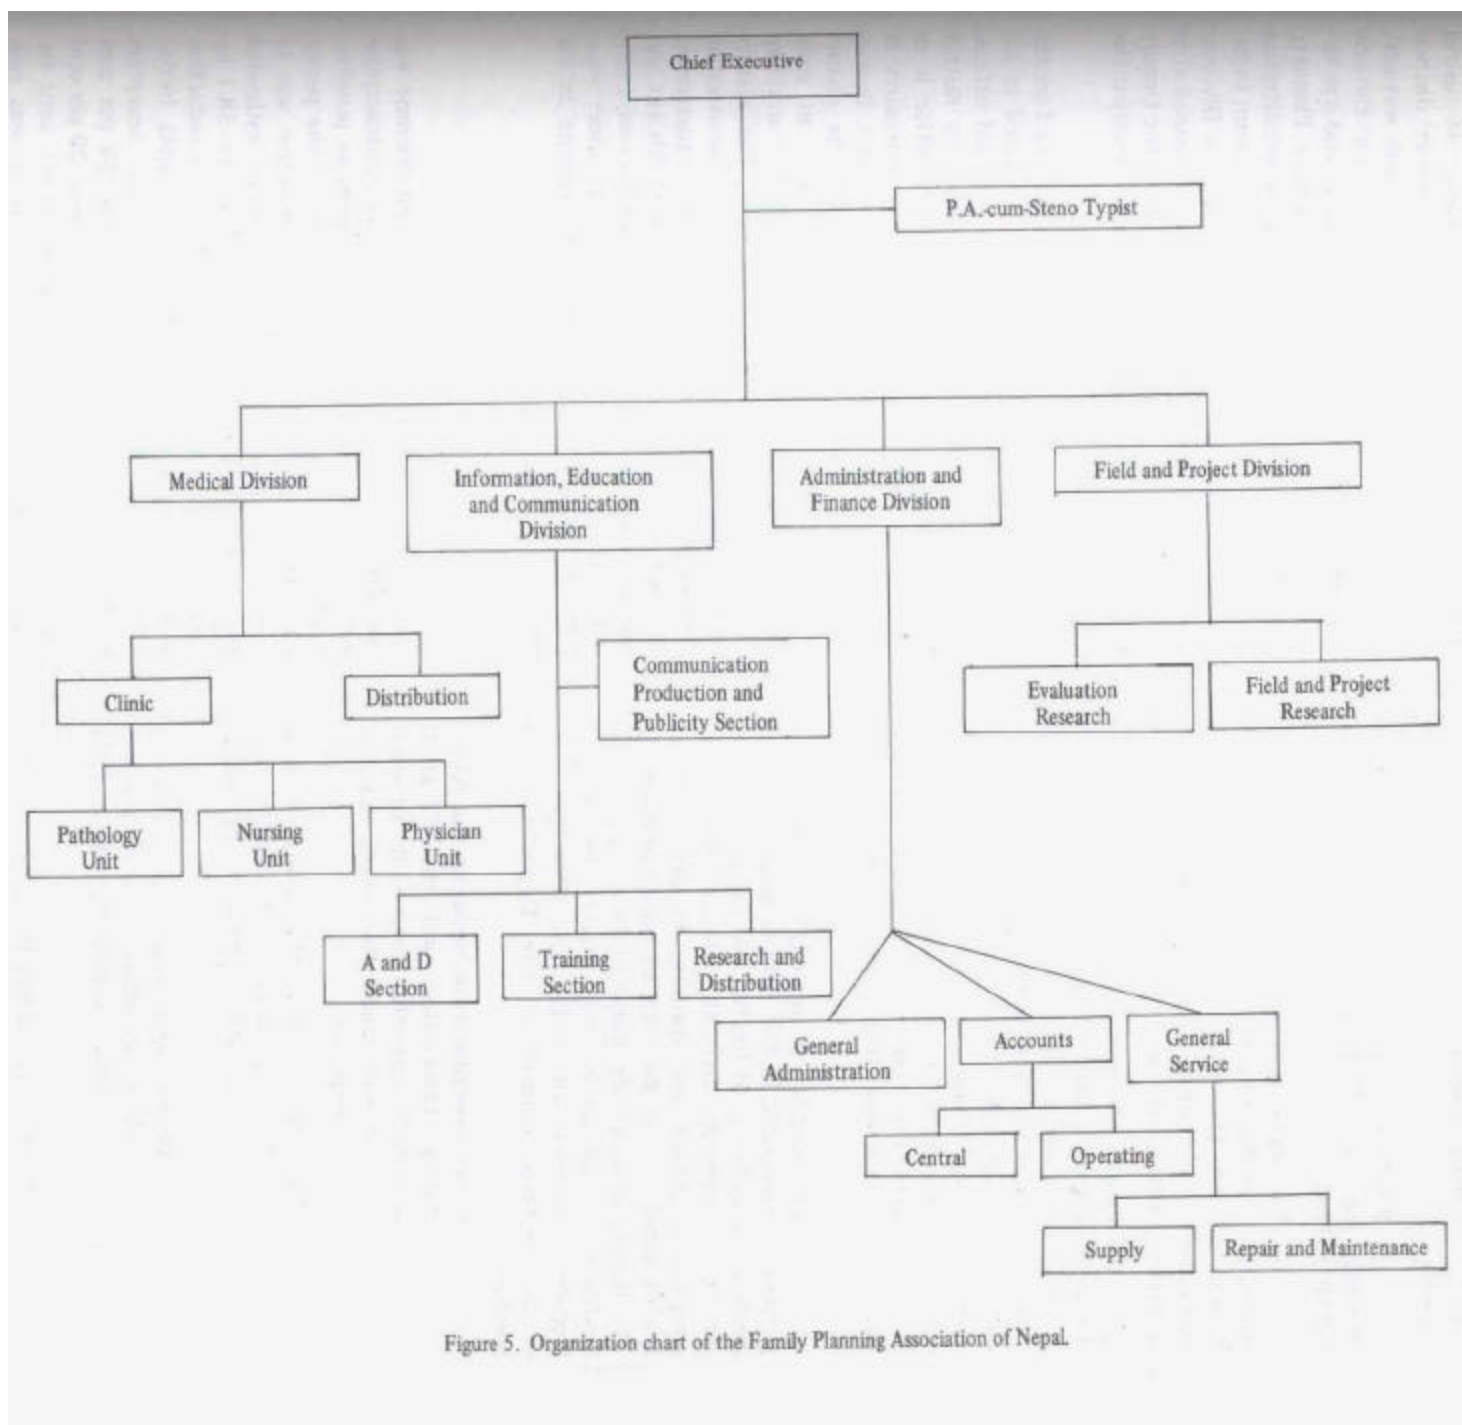 Chief Executive
P.A.-cum-Steno Typist
Medical Division
Information, Education
and Communication
Division
Administration and
Finance Division
Field and Project Division
Communication
Production and
Publicity Section
Clinic
Distribution
Evaluation
Research
Field and Project
Research
Pathology
Unit
Nursing
Unit
Physician
Unit
A and D
Section
Training
Section
Research and
Distribution
General
Administration
Accounts
General
Service
Central
Operating
Supply
Repair and Maintenance
Figure 5. Organization chart of the Family Planning Association of Nepal.